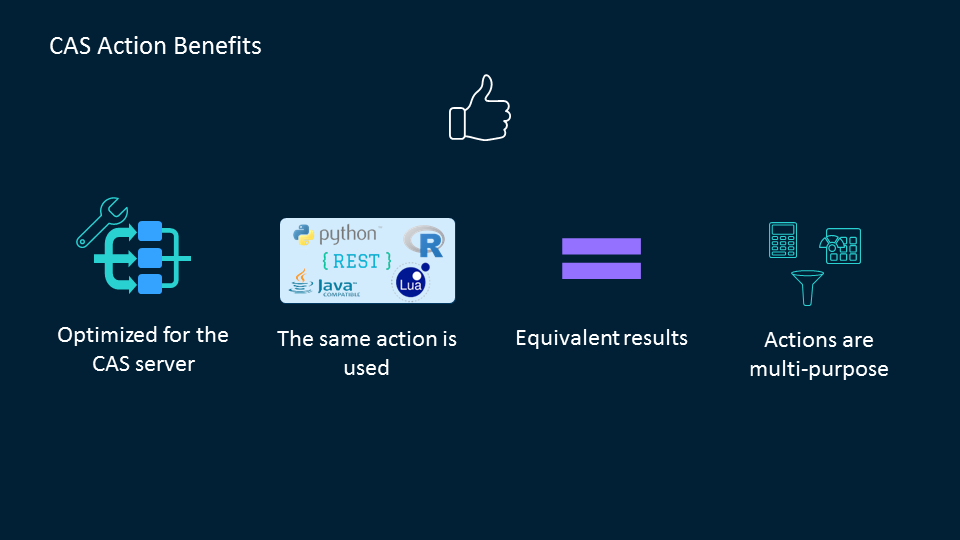 CAS Action Benefits
python™
R
{ REST }
Java™
COMPATIBLE
Lua
Optimized for the
CAS server
The same action is
used
Equivalent results
Actions are
multi-purpose